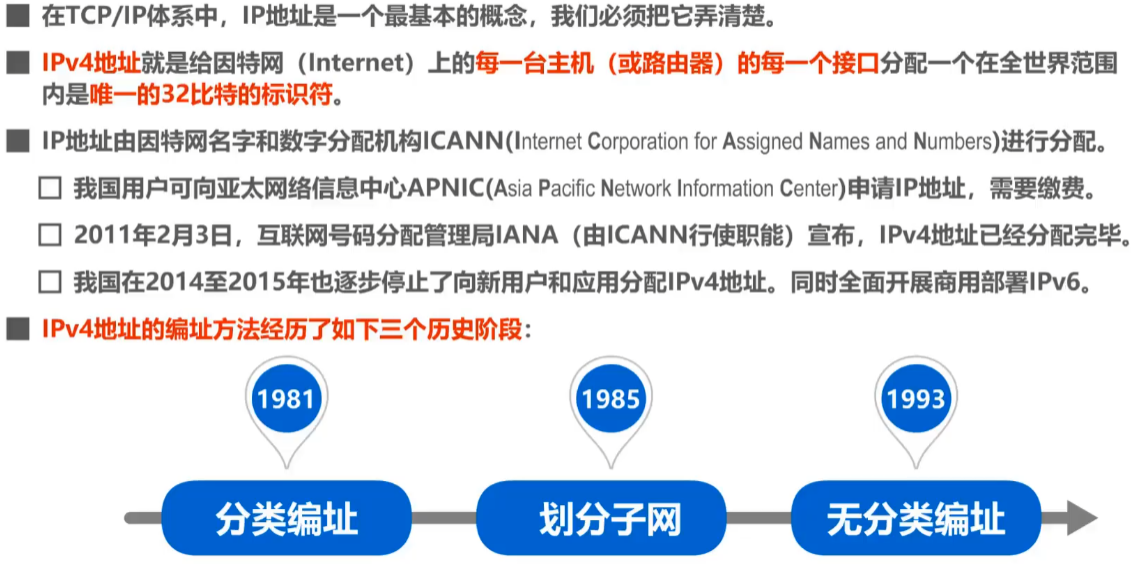 在TCP/IP体系中，IP地址是一个最基本的概念，我们必须把它弄清楚。
IPv4地址就是给因特网（Internet）上的每一台主机（或路由器）的每一个接口分配一个在全世界范围
内是唯一的32比特的标识符。
IP地址由因特网名字和数字分配机构ICANN(Internet Corporation for Assigned Names and Numbers)进行分配。
我国用户可向亚太网络信息中心APNIC(Asia Pacific Network Information Center)申请IP地址，需要缴费。
2011年2月3日，互联网号码分配管理局IANA（由ICANN行使职能）宣布，IPv4地址已经分配完毕。
我国在2014至2015年也逐步停止了向新用户和应用分配IPv4地址。同时全面开展商用部署IPv6。
IPv4地址的编址方法经历了如下三个历史阶段：
1981 1985 1993
分类编址 划分子网 无分类编址